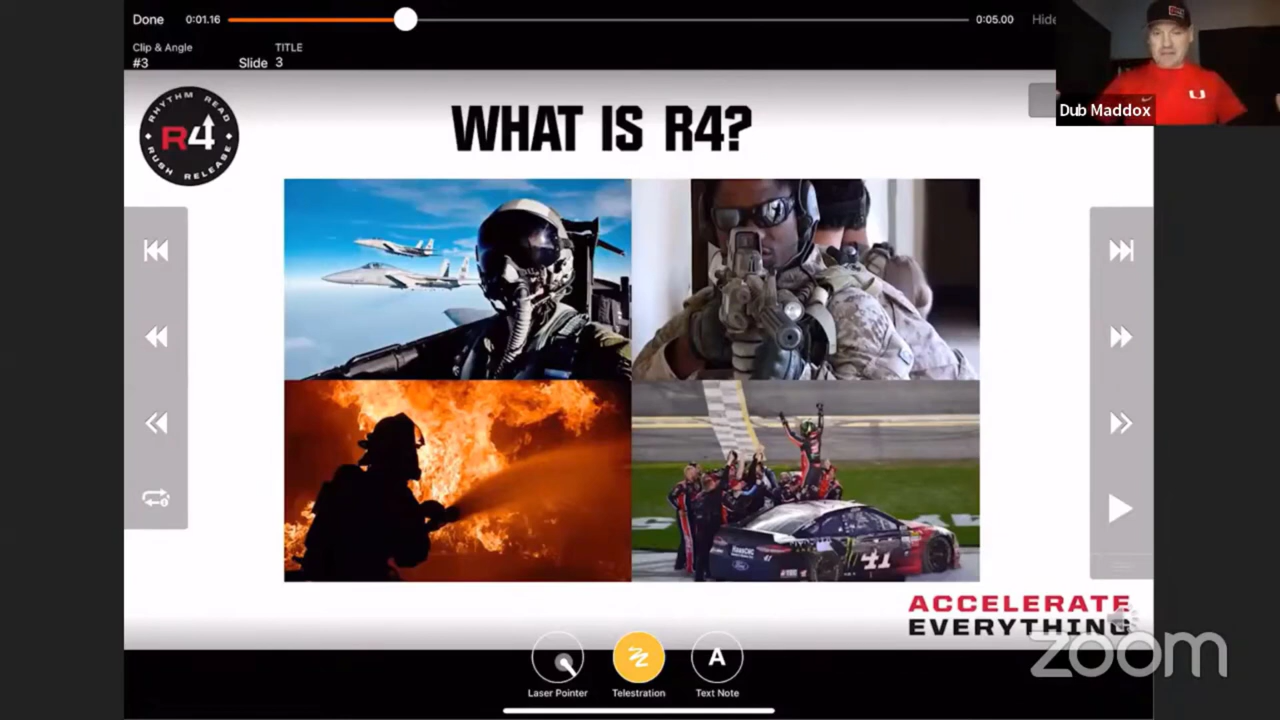 Done 0:01.16 0:05.00 Hide
Clip & Angle TITLE
#3 Slide 3
Dub Maddox
U
RHYTHM READ
R4
RUSH RELEASE
WHAT IS R4?
41
ACCELERATE
EVERYTHING
zoom
Laser Pointer Telestration Text Note
A